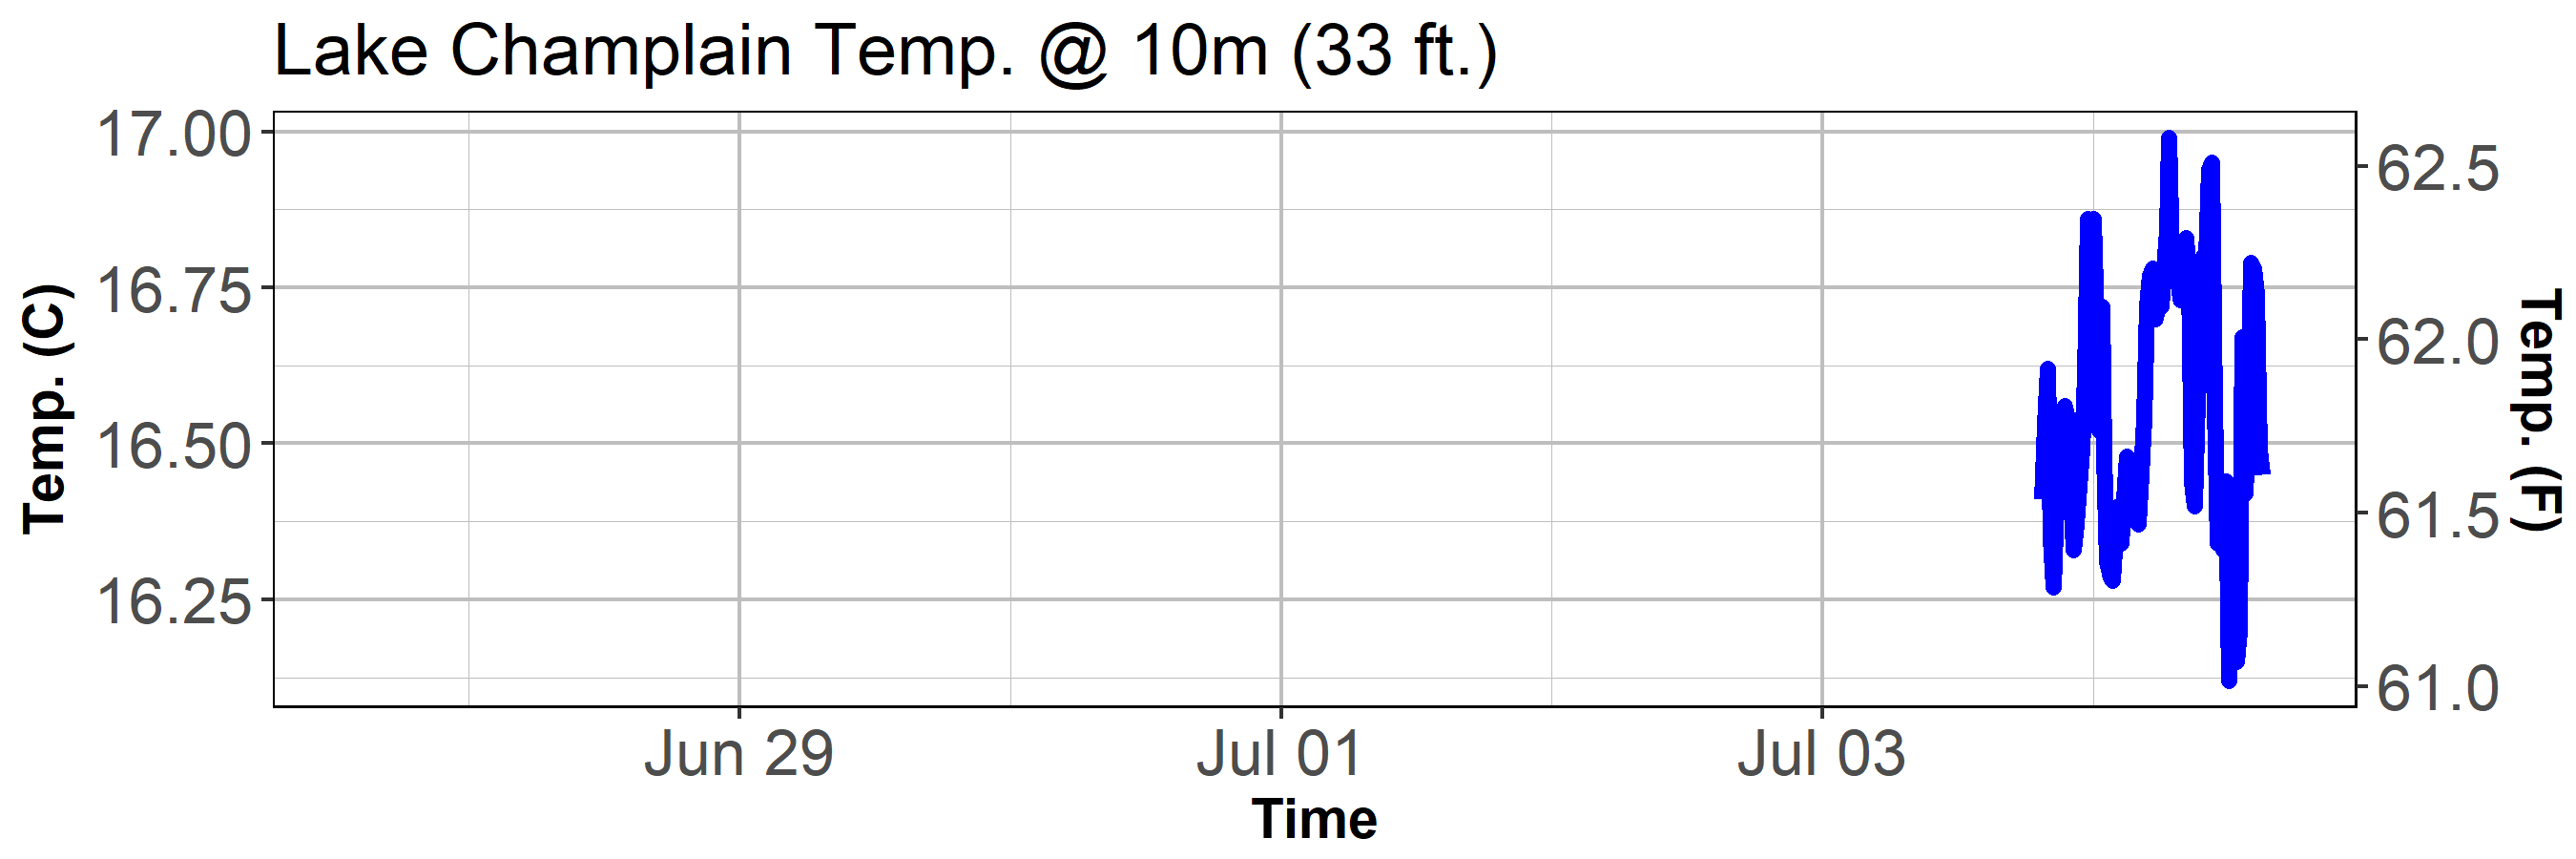 Lake Champlain Temp. @ 10m (33 ft.)
17.00
16.75
16.50
16.25
Temp. (C)
62.5
62.0
61.5
61.0
Temp. (F)
Jun 29
Jul 01
Jul 03
Time